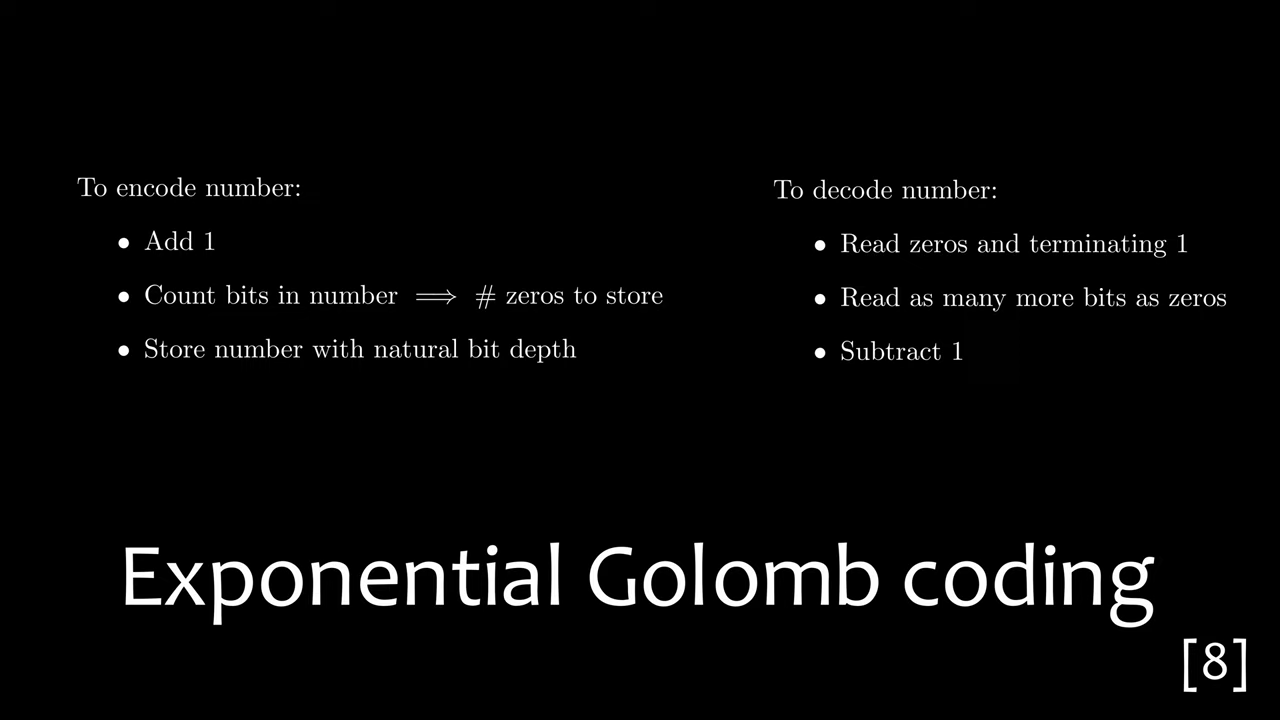 To encode number:
• Add 1
• Count bits in number ⟹ # zeros to store
• Store number with natural bit depth
To decode number:
• Read zeros and terminating 1
• Read as many more bits as zeros
• Subtract 1
Exponential Golomb coding
[8]